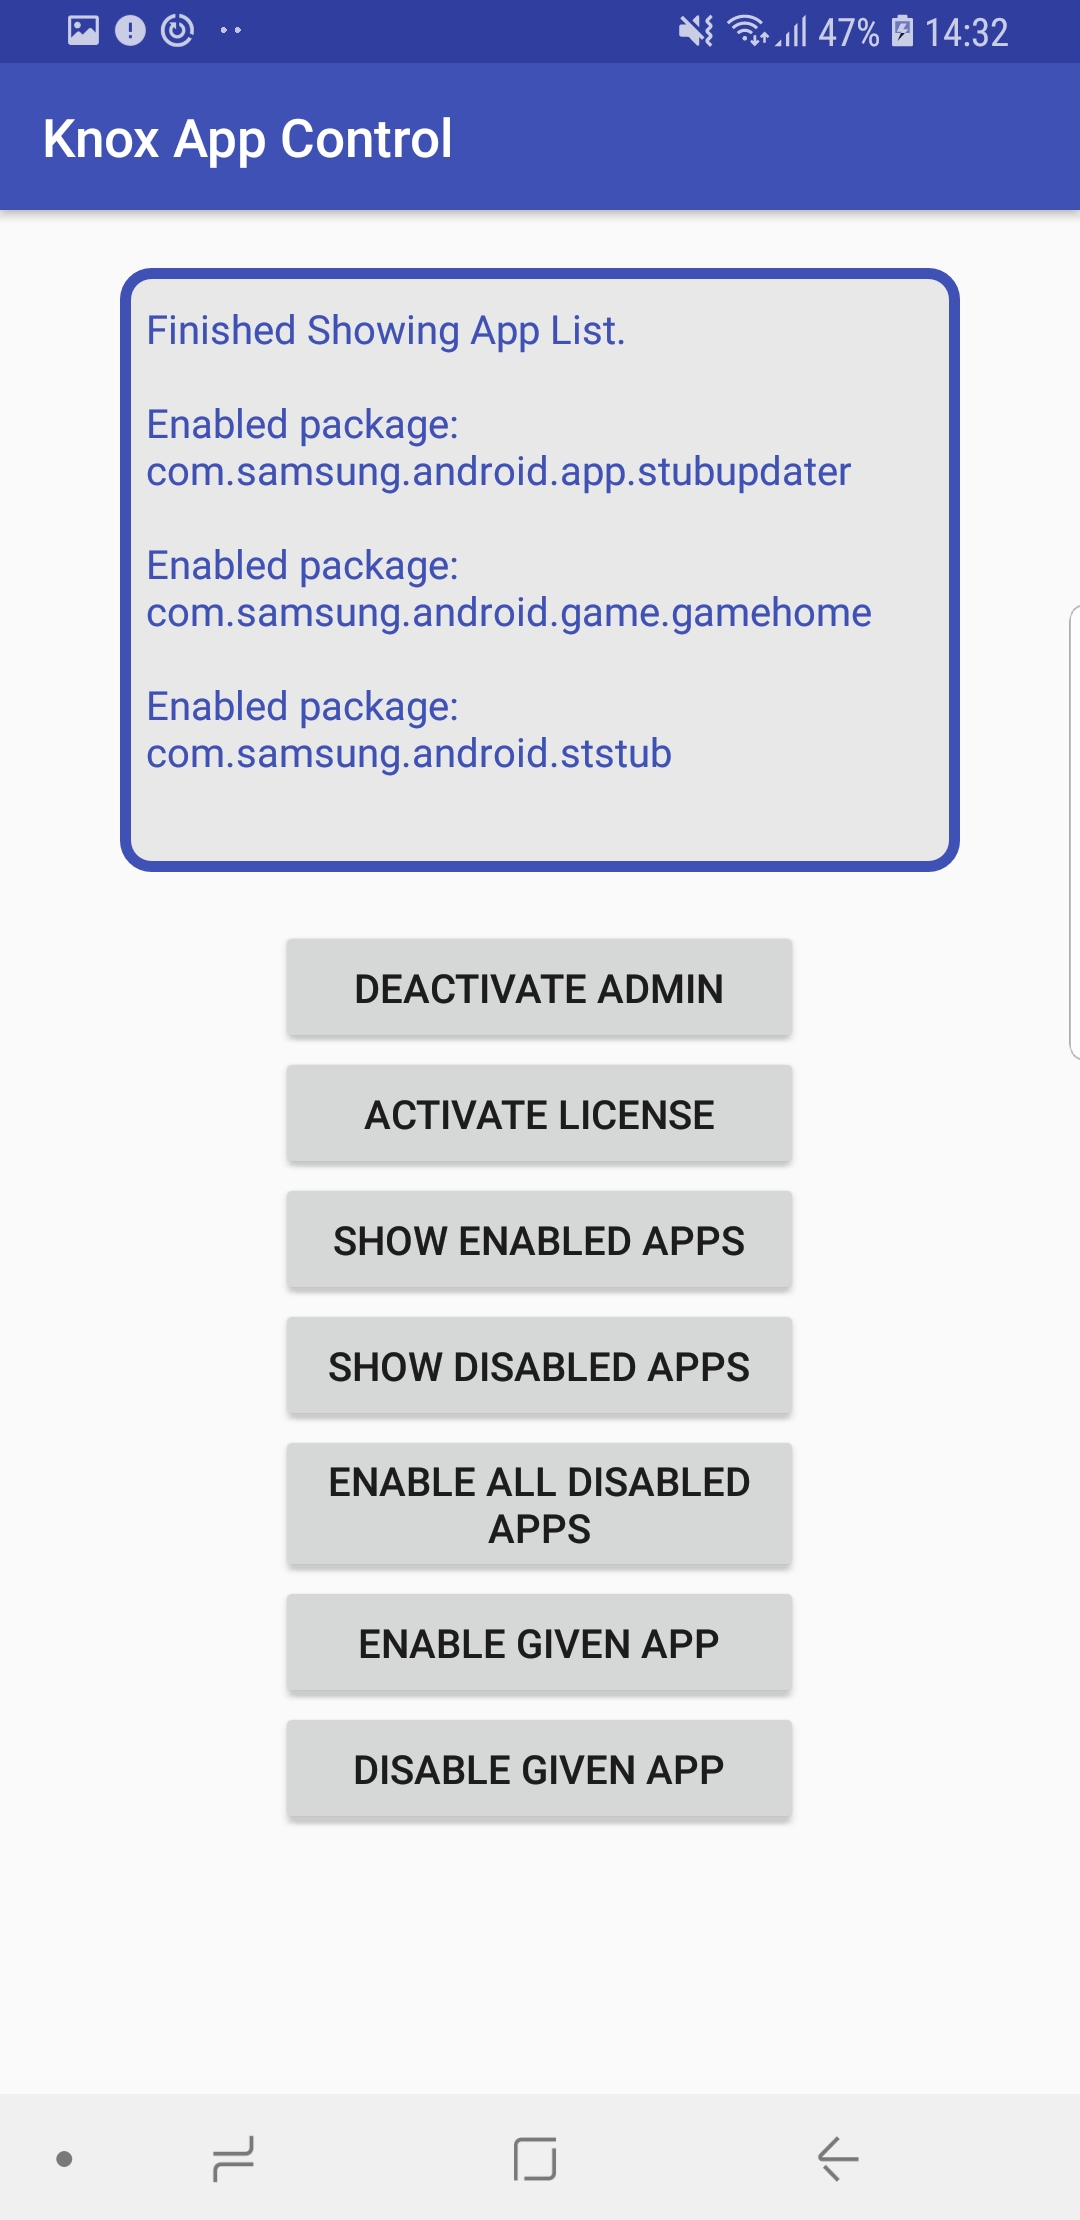 47% 14:32
Knox App Control
Finished Showing App List.
Enabled package:
com.samsung.android.app.stubupdater
Enabled package:
com.samsung.android.game.gamehome
Enabled package:
com.samsung.android.ststub
DEACTIVATE ADMIN
ACTIVATE LICENSE
SHOW ENABLED APPS
SHOW DISABLED APPS
ENABLE ALL DISABLED
APPS
ENABLE GIVEN APP
DISABLE GIVEN APP